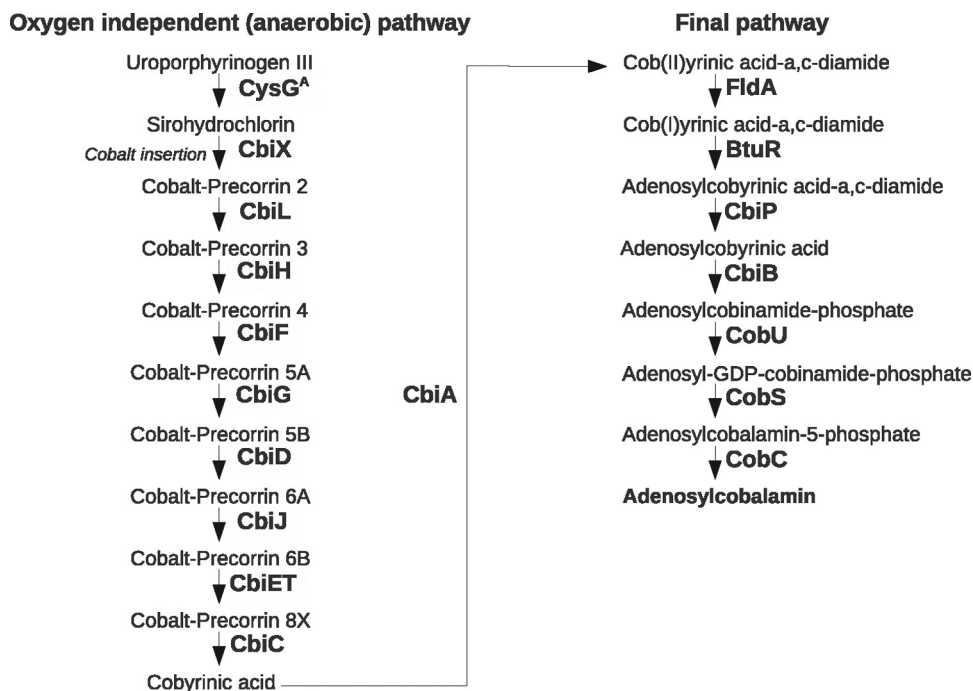 Oxygen independent (anaerobic) pathway
Uroporphyrinogen III
CysGᴬ
Sirohydrochlorin
Cobalt insertion CbiX
Cobalt-Precorrin 2
CbiL
Cobalt-Precorrin 3
CbiH
Cobalt-Precorrin 4
CbiF
Cobalt-Precorrin 5A
CbiG
Cobalt-Precorrin 5B
CbiD
Cobalt-Precorrin 6A
CbiJ
Cobalt-Precorrin 6B
CbiET
Cobalt-Precorrin 8X
CbiC
Cobyrinic acid
CbiA
Final pathway
Cob(II)yrinic acid-a,c-diamide
FldA
Cob(I)yrinic acid-a,c-diamide
BtuR
Adenosylcobyrinic acid-a,c-diamide
CbiP
Adenosylcobyrinic acid
CbiB
Adenosylcobinamide-phosphate
CobU
Adenosyl-GDP-cobinamide-phosphate
CobS
Adenosylcobalamin-5-phosphate
CobC
Adenosylcobalamin